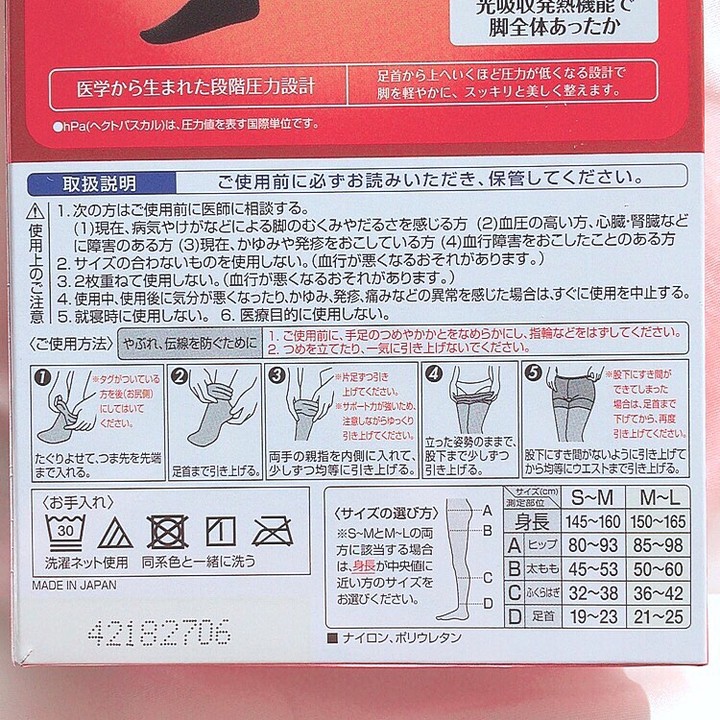 光吸収発熱機能で
脚全体あったか
医学から生まれた段階圧力設計
足首から上へいくほど圧力が低くなる設計で
脚を軽やかに、スッキリと美しく整えます。
●hPa(ヘクトパスカル)は、圧力値を表す国際単位です。
取扱説明 ご使用前に必ずお読みいただき、保管してください。
使用上のご注意
1.次の方はご使用前に医師に相談する。
(1)現在、病気やけがなどによる脚のむくみやだるさを感じる方 (2)血圧の高い方、心臓・腎臓など
に障害のある方 (3)現在、かゆみや発疹をおこしている方 (4)血行障害をおこしたことのある方
2.サイズの合わないものを使用しない。(血行が悪くなるおそれがあります。)
3.2枚重ねて使用しない。(血行が悪くなるおそれがあります。)
4.使用中、使用後に気分が悪くなったり、かゆみ、発疹、痛みなどの異常を感じた場合は、すぐに使用を中止する。
5.就寝時に使用しない。 6.医療目的に使用しない。
〈ご使用方法〉 やぶれ、伝線を防ぐために
1.ご使用前に、手足のつめやかかとをなめらかにし、指輪などをはずしてください。
2.つめを立てたり、一気に引き上げないでください。
1
※タグがついている
方を後(お尻側)
にしてはいて
ください。
たぐりよせて、つま先を先端
まで入れる。
2
足首まで引き上げる。
3
※片足ずつ引き
上げてください。
※サポート力が強いため、
注意しながらゆっくり
引き上げてください。
両手の親指を内側に入れて、
少しずつ均等に引き上げる。
4
立った姿勢のままで、
股下まで少しずつ
引き上げる。
5
※股下にすき間が
できてしまった
場合は、足首まで
下げてから、再度
引き上げてください。
股下にすき間がないように引き上げて
から均等にウエストまで引き上げる。
〈お手入れ〉
30
洗濯ネット使用 同系色と一緒に洗う
MADE IN JAPAN
42182706
〈サイズの選び方〉
※S~MとM~Lの両
方に該当する場合
は、身長が中央値に
近い方のサイズを
お選びください。
A
B
C
D
サイズ(cm) 測定部位 S~M M~L
身長 145~160 150~165
A ヒップ 80~93 85~98
B 太もも 45~53 50~60
C ふくらはぎ 32~38 36~42
D 足首 19~23 21~25
■ナイロン、ポリウレタン